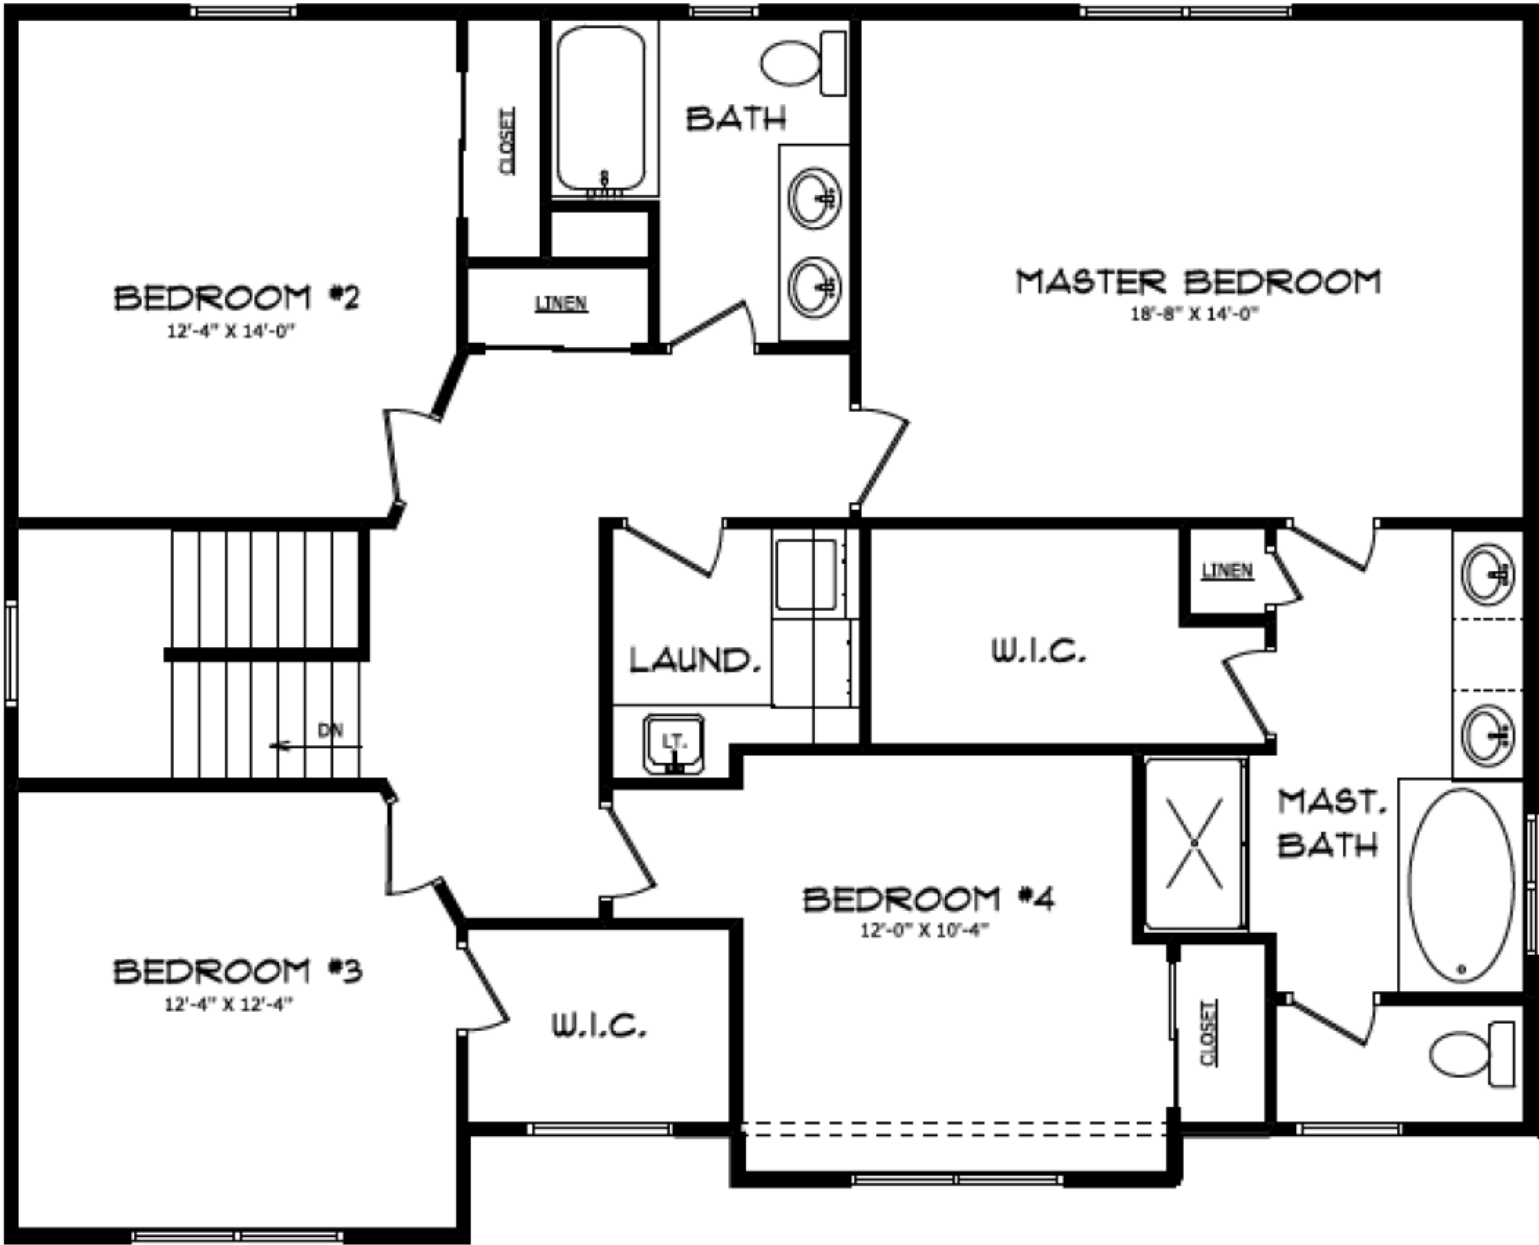 CLOSET
BATH
BEDROOM #2
12'-4" X 14'-0"
LINEN
MASTER BEDROOM
18'-8" X 14'-0"
LINEN
W.I.C.
LAUND.
DN
LT.
MAST.
BATH
BEDROOM #4
12'-0" X 10'-4"
BEDROOM #3
12'-4" X 12'-4"
W.I.C.
CLOSET